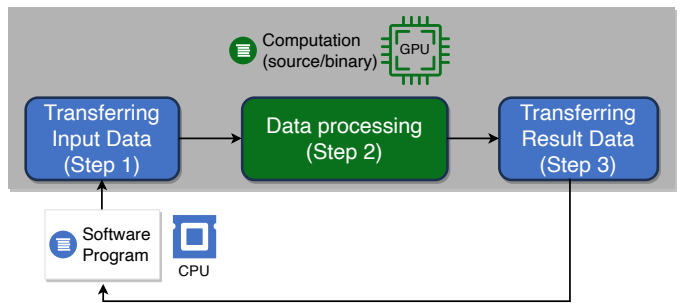 Computation
(source/binary)
GPU
Transferring
Input Data
(Step 1)
Data processing
(Step 2)
Transferring
Result Data
(Step 3)
Software
Program
CPU